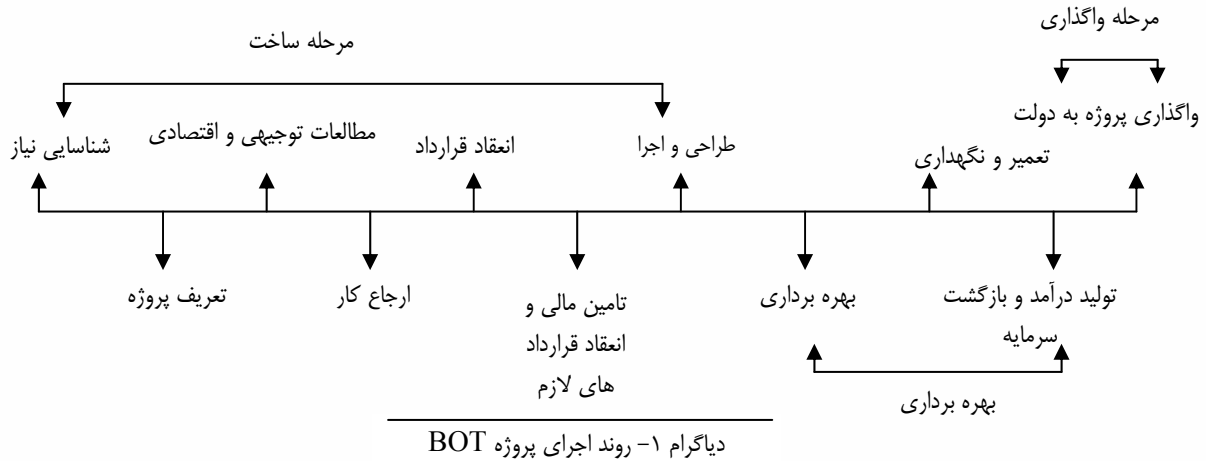 مرحله واگذاری
مرحله ساخت
واگذاری پروژه به دولت
مطالعات توجیهی و اقتصادی
شناسایی نیاز
انعقاد قرارداد
طراحی و اجرا
تعمیر و نگهداری
تعریف پروژه
ارجاع کار
تامین مالی و
انعقاد قرارداد
های لازم
بهره برداری
تولید درآمد و بازگشت
سرمایه
بهره برداری
دیاگرام ۱- روند اجرای پروژه BOT